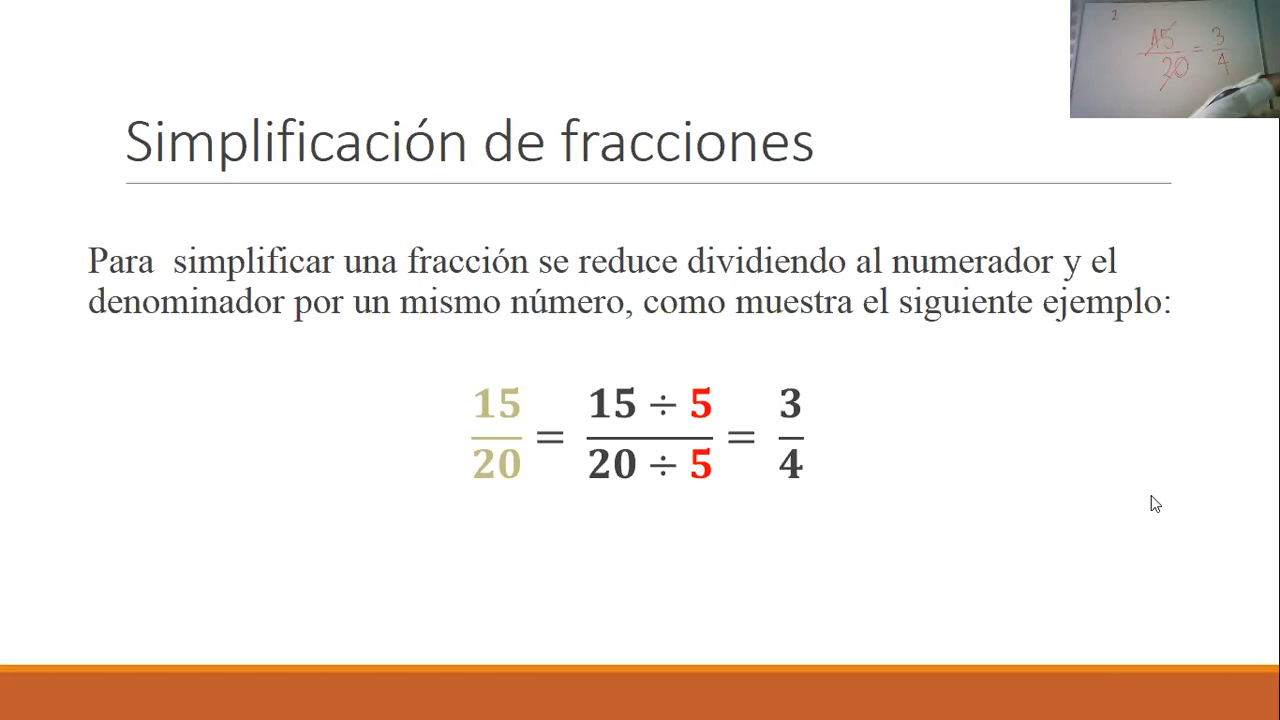 2
15/20 = 3/4
Simplificación de fracciones
Para simplificar una fracción se reduce dividiendo al numerador y el
denominador por un mismo número, como muestra el siguiente ejemplo:
15/20 = 15 ÷ 5/20 ÷ 5 = 3/4